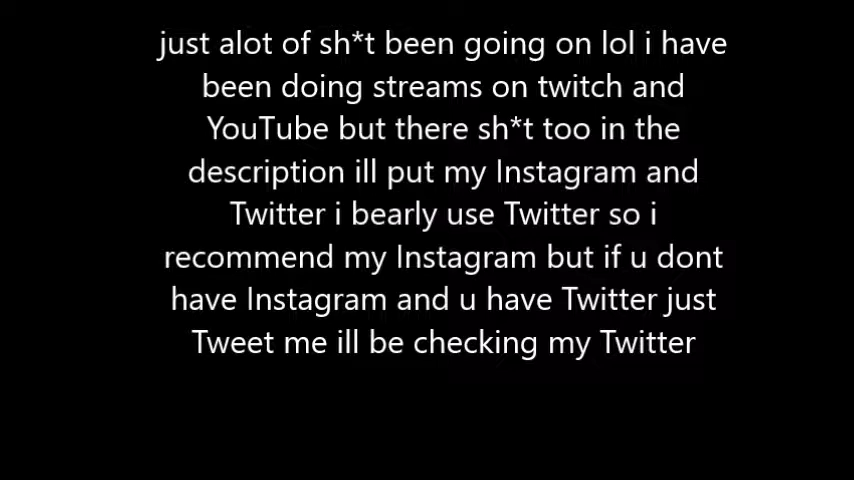 just alot of sh*t been going on lol i have
been doing streams on twitch and
YouTube but there sh*t too in the
description ill put my Instagram and
Twitter i bearly use Twitter so i
recommend my Instagram but if u dont
have Instagram and u have Twitter just
Tweet me ill be checking my Twitter